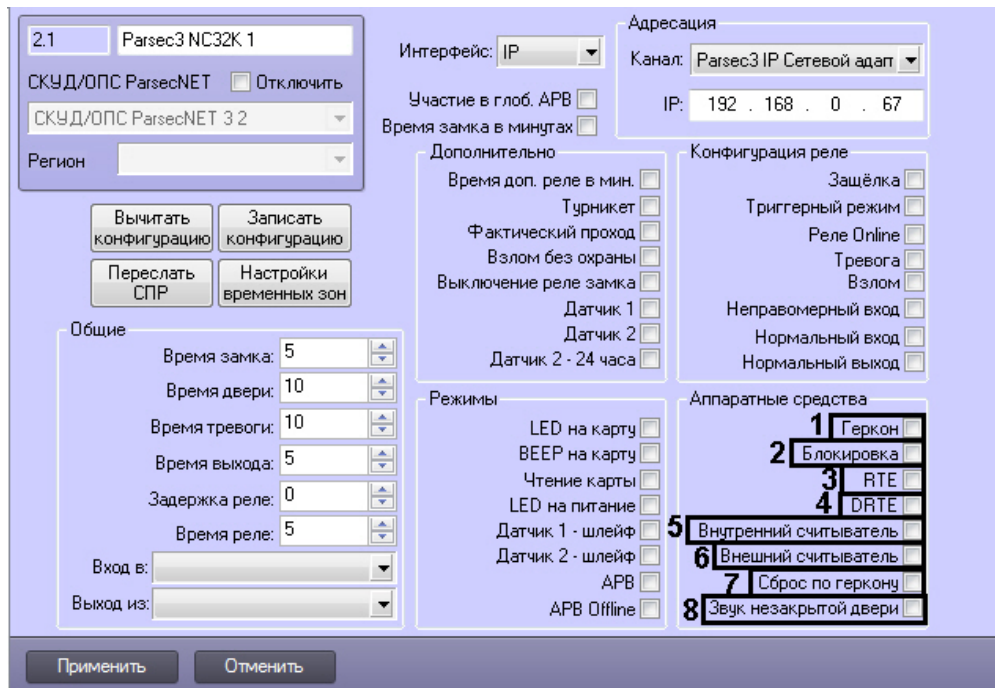 2.1 Parsec3 NC32K 1
СКУД/ОПС ParsecNET Отключить
СКУД/ОПС ParsecNET 3 2
Регион
Интерфейс: IP
Участие в глоб. АРВ
Время замка в минутах
Адресация
Канал: Parsec3 IP Сетевой адап
IP: 192 . 168 . 0 . 67
Вычитать
конфигурацию
Записать
конфигурацию
Переслать
СПР
Настройки
временных зон
Общие
Время замка: 5
Время двери: 10
Время тревоги: 10
Время выхода: 5
Задержка реле: 0
Время реле: 5
Вход в:
Выход из:
Дополнительно
Время доп. реле в мин.
Турникет
Фактический проход
Взлом без охраны
Выключение реле замка
Датчик 1
Датчик 2
Датчик 2 - 24 часа
Конфигурация реле
Защёлка
Триггерный режим
Реле Online
Тревога
Взлом
Неправомерный вход
Нормальный вход
Нормальный выход
Режимы
LED на карту
BEEP на карту
Чтение карты
LED на питание
Датчик 1 - шлейф
Датчик 2 - шлейф
APB
APB Offline
Аппаратные средства
1 Геркон
2 Блокировка
3 RTE
4 DRTE
5 Внутренний считыватель
6 Внешний считыватель
7 Сброс по геркону
8 Звук незакрытой двери
Применить
Отменить